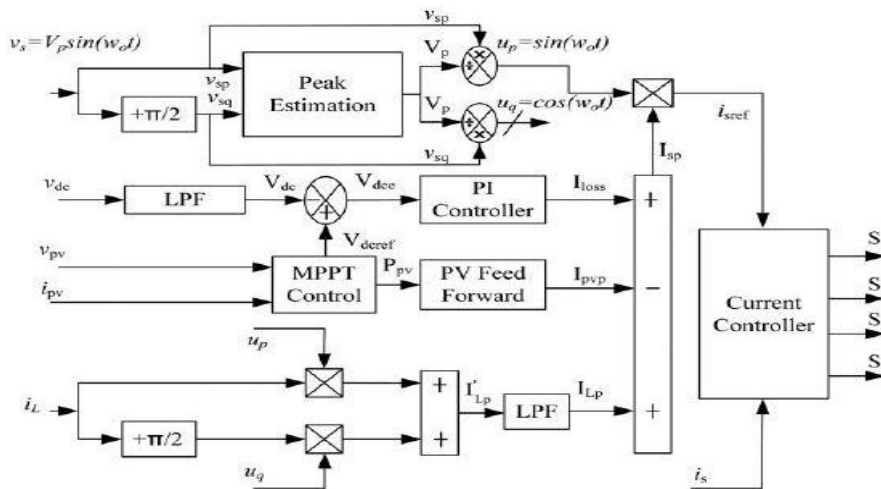 v_s=V_p sin(w_o t)
v_sp
v_sp
v_sq
+π/2
Peak
Estimation
V_p
V_p
u_p=sin(w_o t)
u_q=cos(w_o t)
v_sq
i_sref
I_sp
v_dc
LPF
V_dc
V_dce
PI
Controller
I_loss
+
-
+
V_dcref
v_pv
i_pv
MPPT
Control
P_pv
PV Feed
Forward
I_pvp
-
Current
Controller
S
S
S
S
u_p
i_L
+π/2
u_q
+
+
I'_Lp
LPF
I_Lp
+
i_s